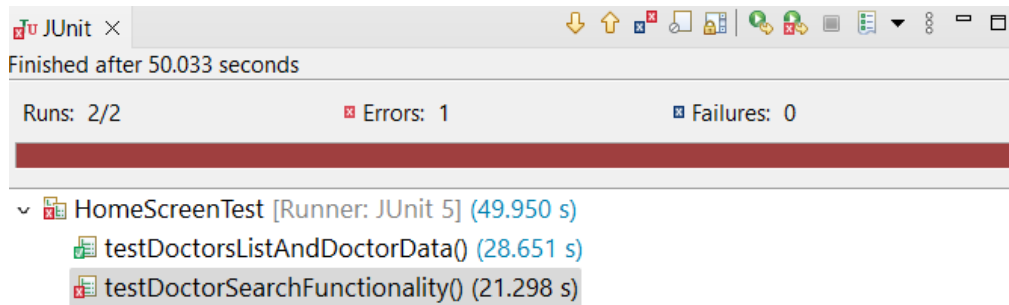 JUnit
Finished after 50.033 seconds
Runs: 2/2 Errors: 1 Failures: 0
HomeScreenTest [Runner: JUnit 5] (49.950 s)
testDoctorsListAndDoctorData() (28.651 s)
testDoctorSearchFunctionality() (21.298 s)